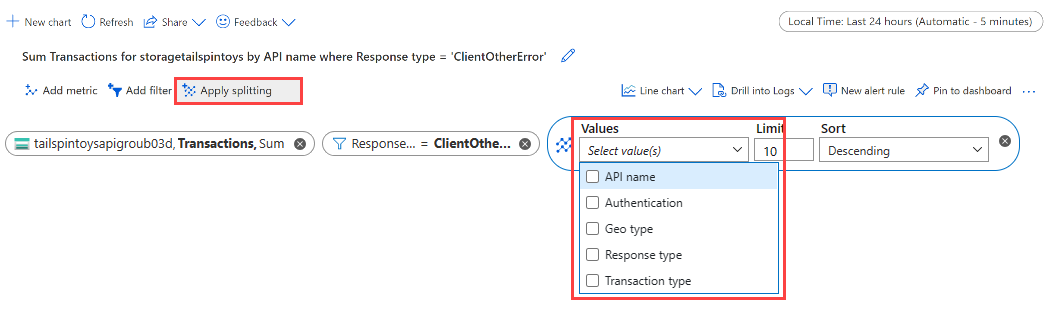 New chart Refresh Share Feedback Local Time: Last 24 hours (Automatic - 5 minutes)
Sum Transactions for storagetailspintoys by API name where Response type = 'ClientOtherError'
Add metric Add filter Apply splitting Line chart Drill into Logs New alert rule Pin to dashboard ...
Values Limit Sort
tailspintoysapigroub03d, Transactions, Sum Response... = ClientOthe... Select value(s) 10 Descending
API name
Authentication
Geo type
Response type
Transaction type